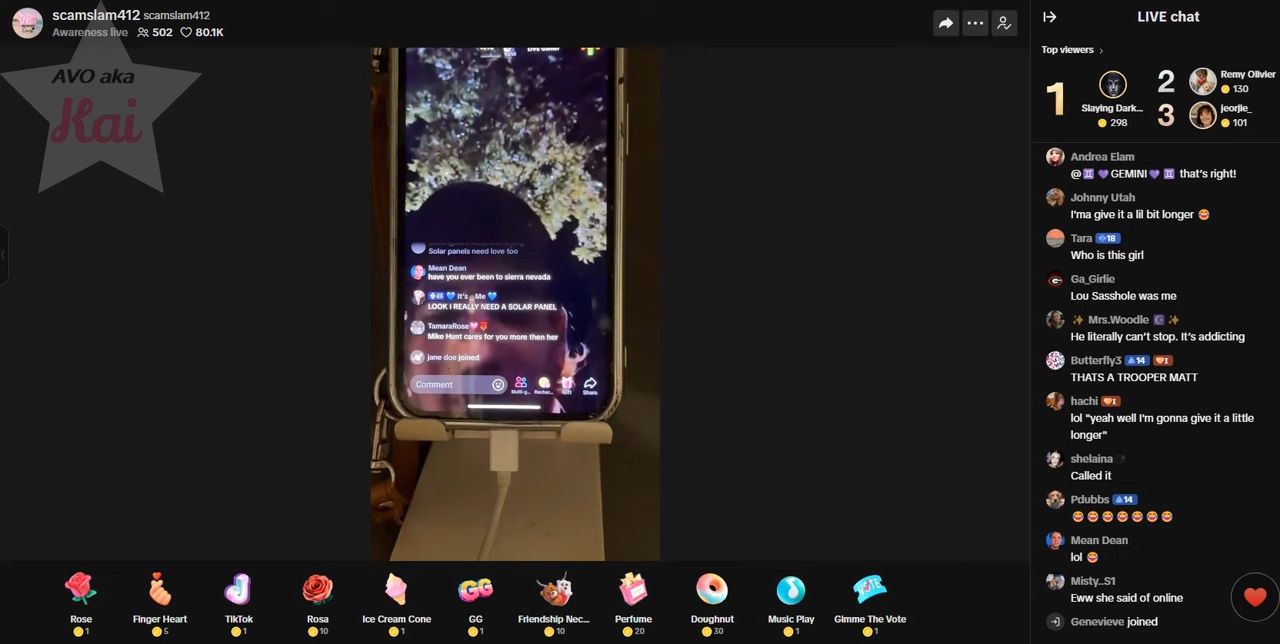 scamslam412 scamslam412
Awareness live 502 80.1K
AVO aka
Kai
Solar panels need love too
Mean Dean
have you ever been to sierra nevada
23 💙 It's_Me 💙
LOOK I REALLY NEED A SOLAR PANEL
TamaraRose
Mike Hunt cares for you more then her
jane doe joined
Comment
Gift
Share
Rose
1
Finger Heart
5
TikTok
1
Rosa
10
Ice Cream Cone
1
GG
1
Friendship Nec...
10
Perfume
20
Doughnut
30
Music Play
1
Gimme The Vote
1
LIVE chat
Top viewers
1
Slaying Dark...
298
2
Remy Olivier
130
3
jeorjie_
101
Andrea Elam
@♊💜GEMINI💜♊ that's right!
Johnny Utah
I'ma give it a lil bit longer 😂
Tara 18
Who is this girl
Ga_Girlie
Lou Sasshole was me
✨ Mrs.Woodle ☪ ✨
He literally can't stop. It's addicting
Butterfly3 14 I
THATS A TROOPER MATT
hachi I
lol "yeah well I'm gonna give it a little
longer"
shelaina
Called it
Pdubbs 14
😂😂😂😂😂😂😂
Mean Dean
lol 😂
Misty..S1
Eww she said of online
Genevieve joined